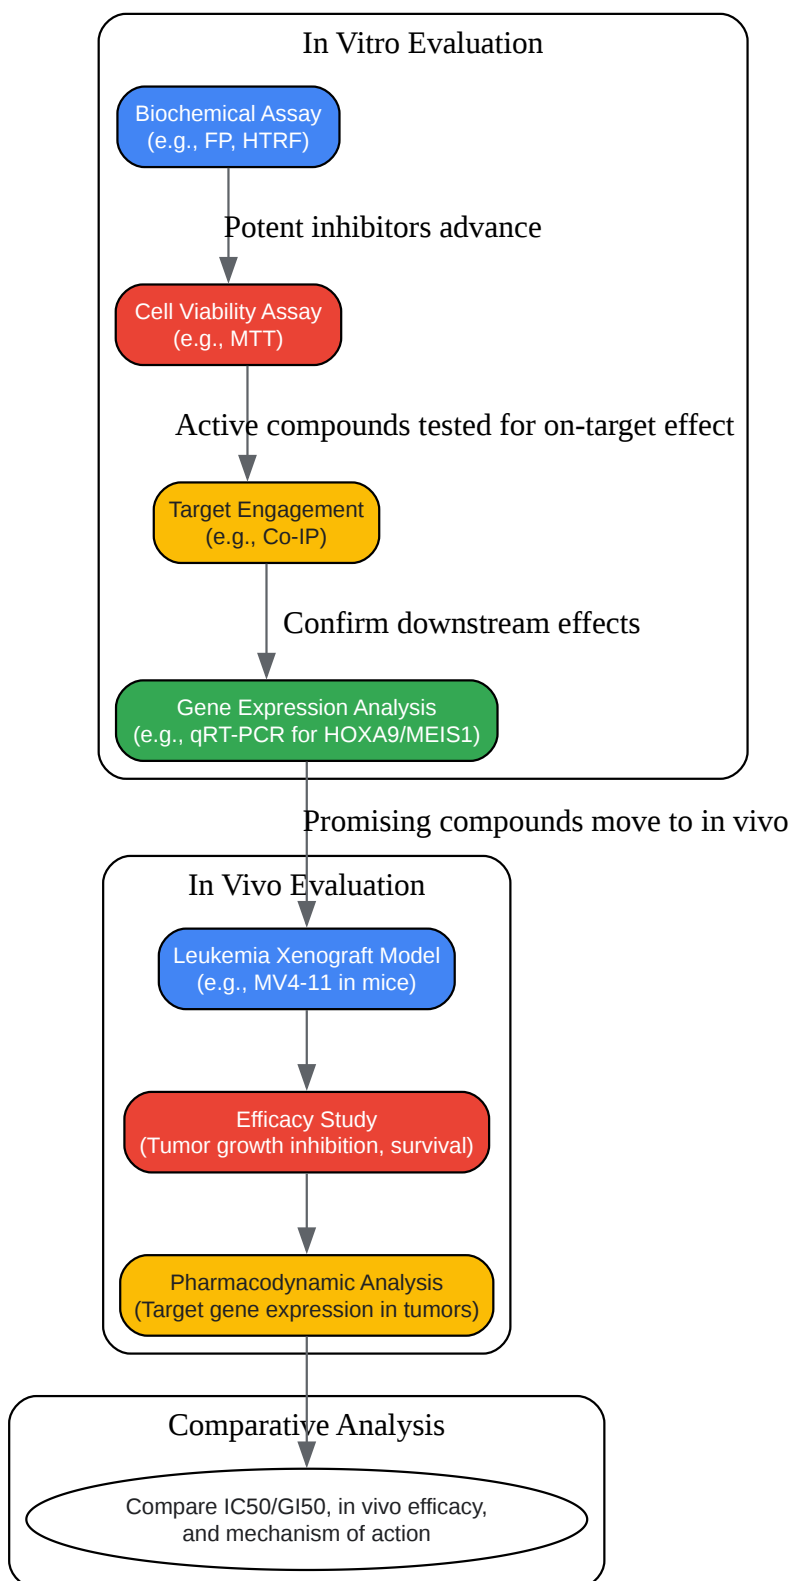 In Vitro Evaluation
Biochemical Assay
(e.g., FP, HTRF)
Potent inhibitors advance
Cell Viability Assay
(e.g., MTT)
Active compounds tested for on-target effect
Target Engagement
(e.g., Co-IP)
Confirm downstream effects
Gene Expression Analysis
(e.g., qRT-PCR for HOXA9/MEIS1)
Promising compounds move to in vivo
In Vivo Evaluation
Leukemia Xenograft Model
(e.g., MV4-11 in mice)
Efficacy Study
(Tumor growth inhibition, survival)
Pharmacodynamic Analysis
(Target gene expression in tumors)
Comparative Analysis
Compare IC50/GI50, in vivo efficacy,
and mechanism of action